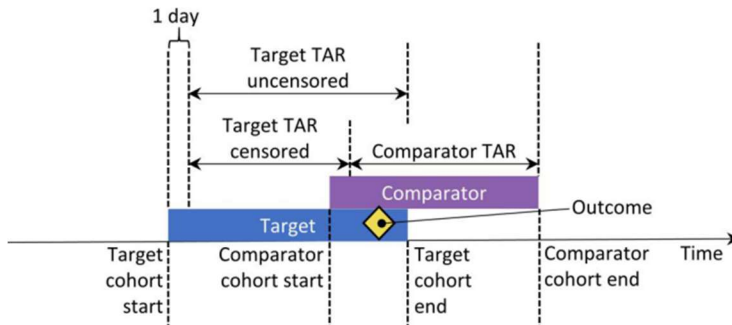 1 day
Target TAR
uncensored
Target TAR
censored
Comparator TAR
Comparator
Target
Outcome
Target
cohort
start
Comparator
cohort start
Target
cohort
end
Comparator
cohort end
Time